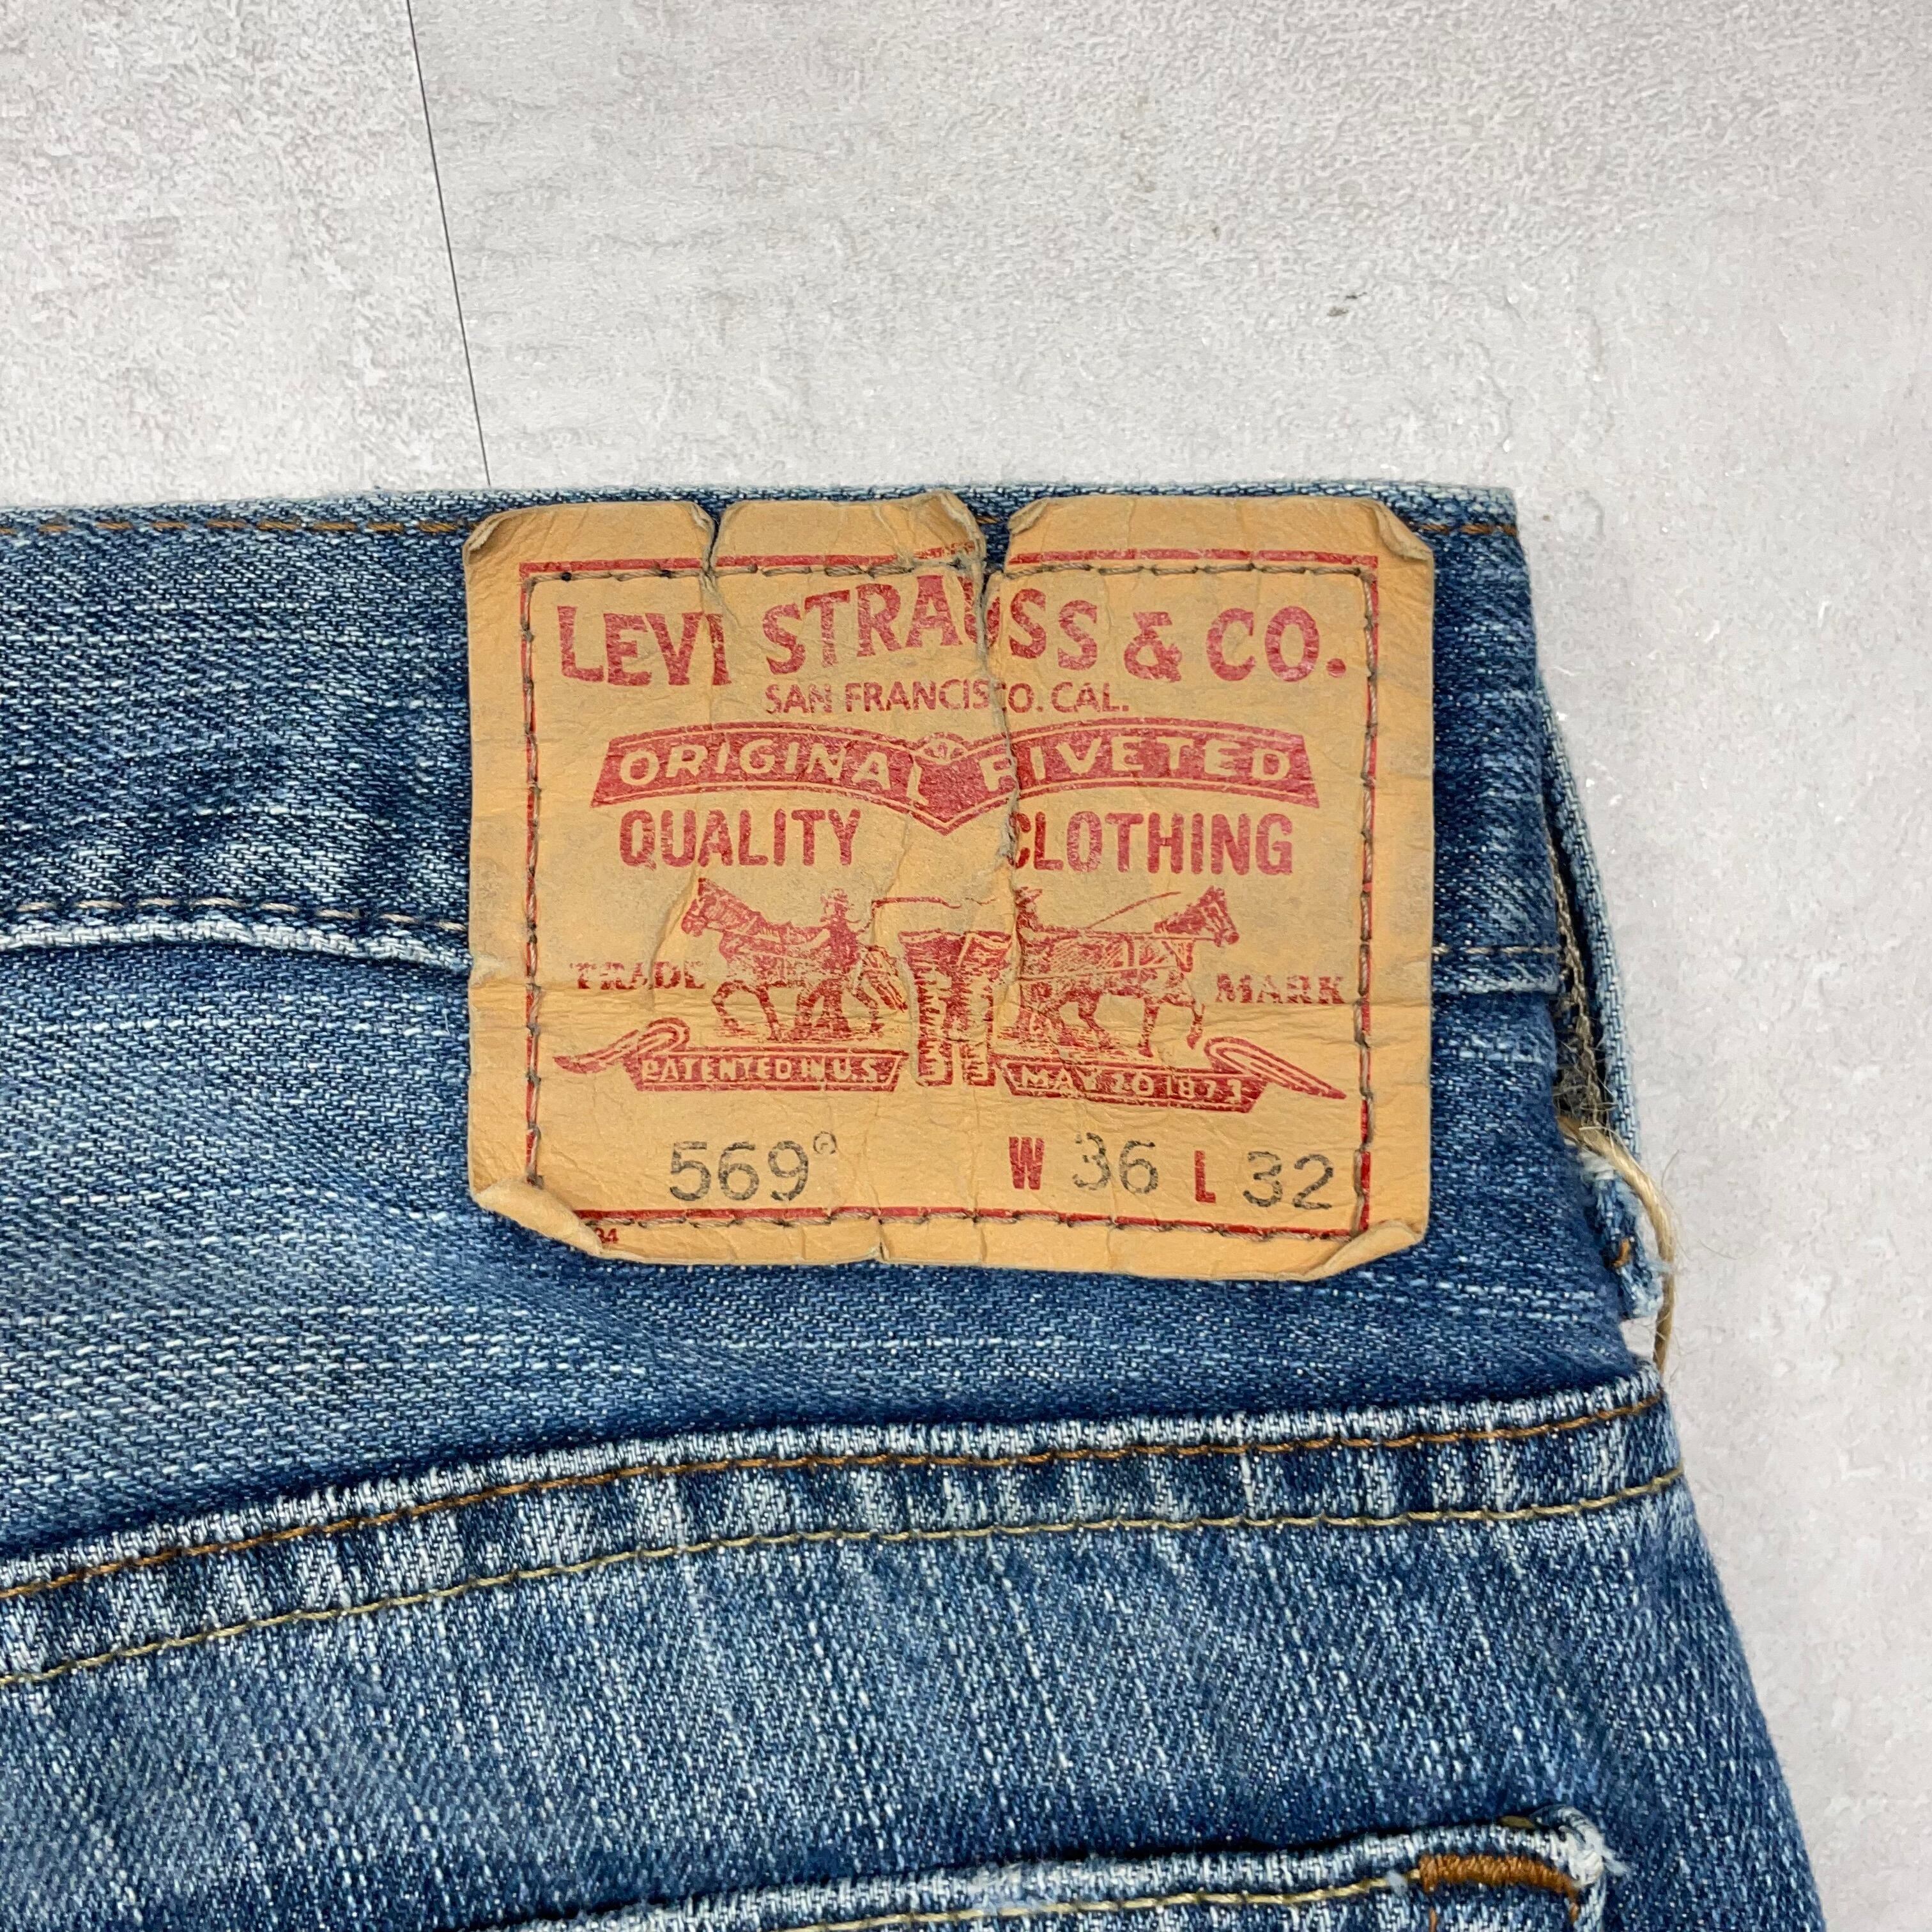 LEVI STRAUSS & CO.
SAN FRANCISCO. CAL.
ORIGINAL RIVETED
QUALITY CLOTHING
TRADE MARK
PATENTED IN U.S. MAY 20 1873
569® W 36 L 32